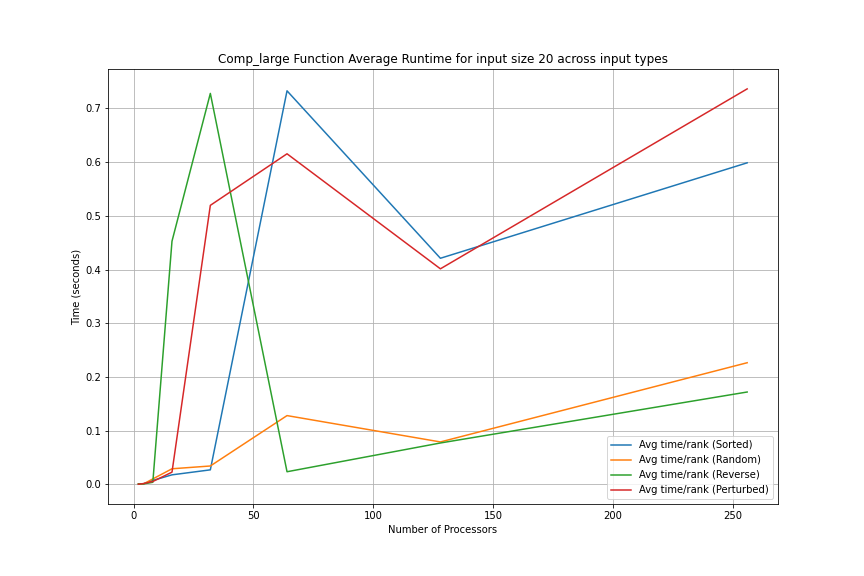 Comp_large Function Average Runtime for input size 20 across input types
Time (seconds)
0.7
0.6
0.5
0.4
0.3
0.2
0.1
0.0
0
50
100
150
200
250
Number of Processors
Avg time/rank (Sorted)
Avg time/rank (Random)
Avg time/rank (Reverse)
Avg time/rank (Perturbed)